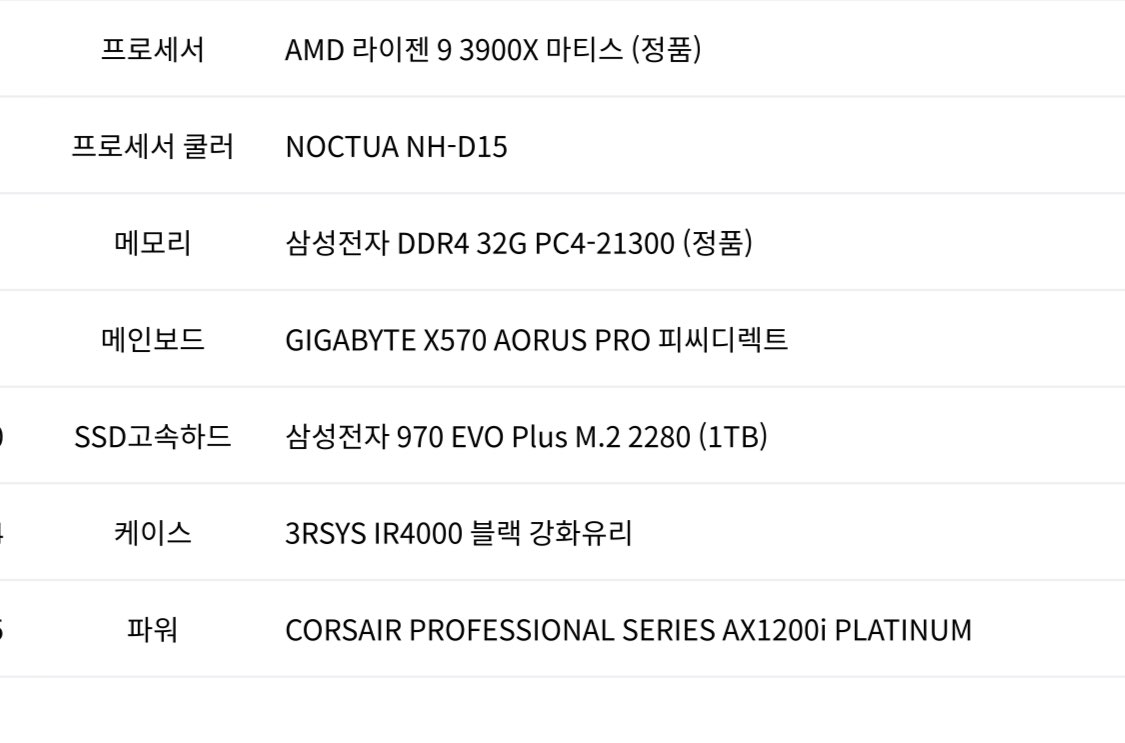 프로세서 AMD 라이젠 9 3900X 마티스 (정품)
프로세서 쿨러 NOCTUA NH-D15
메모리 삼성전자 DDR4 32G PC4-21300 (정품)
메인보드 GIGABYTE X570 AORUS PRO 피씨디렉트
SSD고속하드 삼성전자 970 EVO Plus M.2 2280 (1TB)
케이스 3RSYS IR4000 블랙 강화유리
파워 CORSAIR PROFESSIONAL SERIES AX1200i PLATINUM